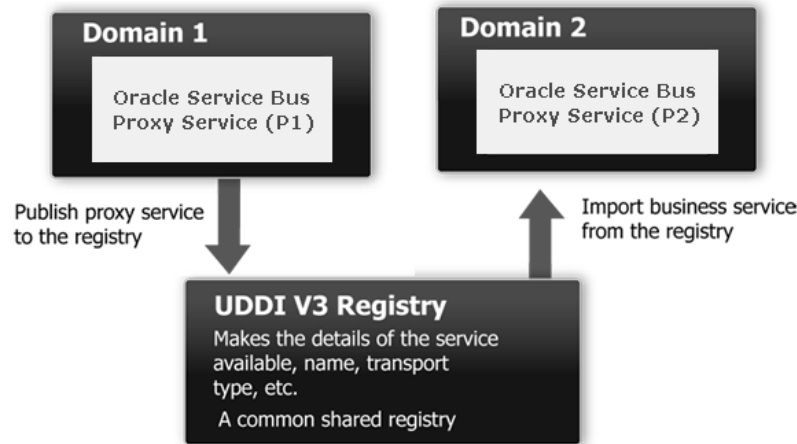 Domain 1
Oracle Service Bus
Proxy Service (P1)
Domain 2
Oracle Service Bus
Proxy Service (P2)
Publish proxy service
to the registry
Import business service
from the registry
UDDI V3 Registry
Makes the details of the service
available, name, transport
type, etc.
A common shared registry